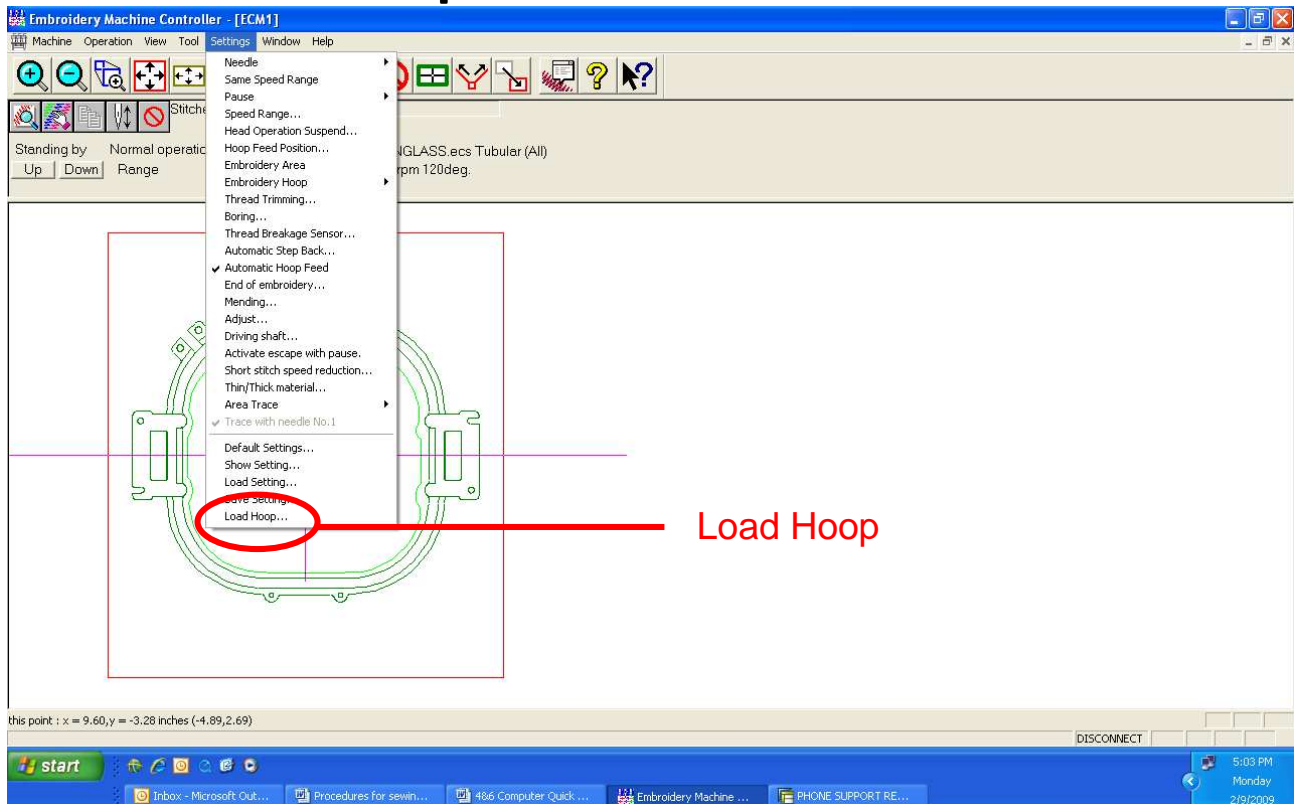 Embroidery Machine Controller - [ECM1]
Machine Operation View Tool Settings Window Help
Needle
Same Speed Range
Pause
Speed Range...
Head Operation Suspend...
Hoop Feed Position...
Embroidery Area
Embroidery Hoop
Thread Trimming...
Boring...
Thread Breakage Sensor...
Automatic Step Back...
Automatic Hoop Feed
End of embroidery...
Mending...
Adjust...
Driving shaft...
Activate escape with pause.
Short stitch speed reduction...
Thin/Thick material...
Area Trace
Trace with needle No.1
Default Settings...
Show Setting...
Load Setting...
Save Setting...
Load Hoop...
Stitche
Standing by Normal operatio
NGLASS.ecs Tubular (All)
Up Down Range
rpm 120deg.
Load Hoop
this point : x = 9.60,y = -3.28 inches (-4.89,2.69)
DISCONNECT
start
Inbox - Microsoft Out...
Procedures for sewin...
4&6 Computer Quick ...
Embroidery Machine ...
PHONE SUPPORT RE...
5:03 PM
Monday
2/9/2009